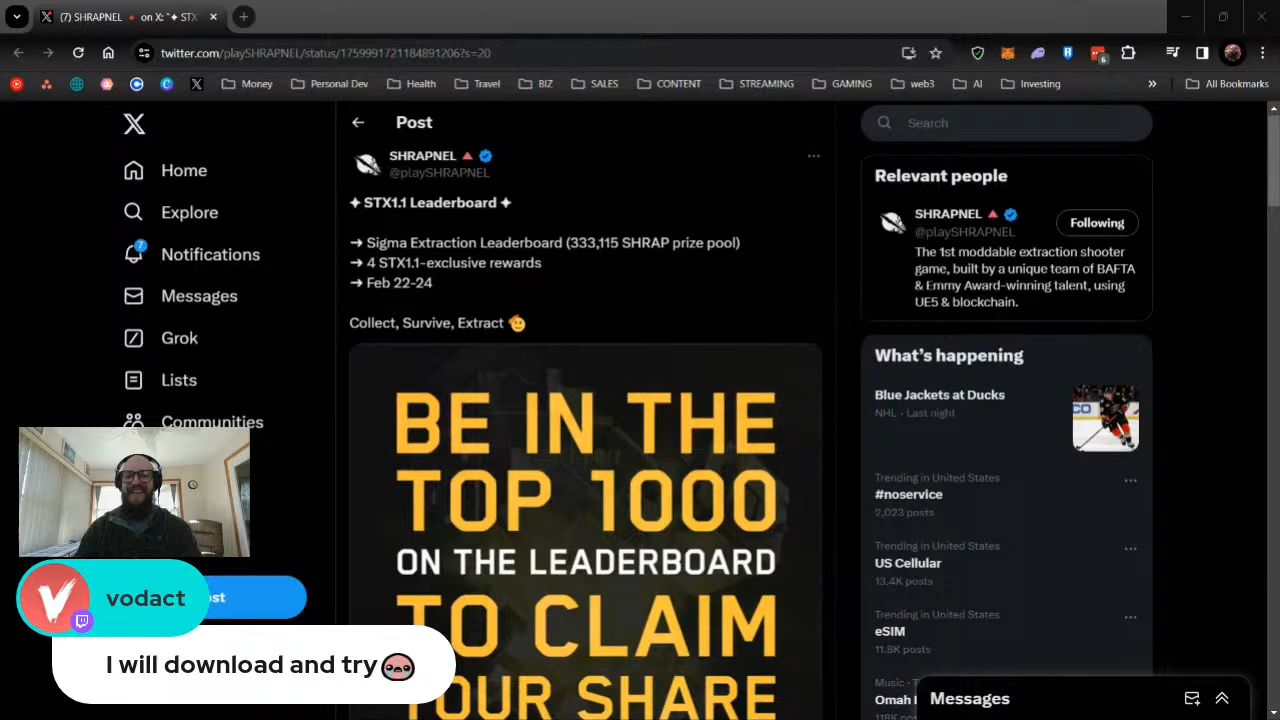 (7) SHRAPNEL 🔺 on X: "✦ STX
twitter.com/playSHRAPNEL/status/1759991721184891206?s=20
6
Money
Personal Dev
Health
Travel
BIZ
SALES
CONTENT
STREAMING
GAMING
web3
AI
Investing
All Bookmarks
Home
Explore
7
Notifications
Messages
Grok
Lists
Communities
Post
SHRAPNEL 🔺
@playSHRAPNEL
✦ STX1.1 Leaderboard ✦
➜ Sigma Extraction Leaderboard (333,115 SHRAP prize pool)
➜ 4 STX1.1-exclusive rewards
➜ Feb 22-24
Collect, Survive, Extract 🫡
BE IN THE
TOP 1000
ON THE LEADERBOARD
TO CLAIM
YOUR SHARE
Search
Relevant people
SHRAPNEL 🔺
@playSHRAPNEL
Following
The 1st moddable extraction shooter
game, built by a unique team of BAFTA
& Emmy Award-winning talent, using
UE5 & blockchain.
What's happening
Blue Jackets at Ducks
NHL · Last night
Trending in United States
#noservice
2,023 posts
Trending in United States
US Cellular
13.4K posts
Trending in United States
eSIM
11.8K posts
Music
Omah
Messages
vodact
I will download and try